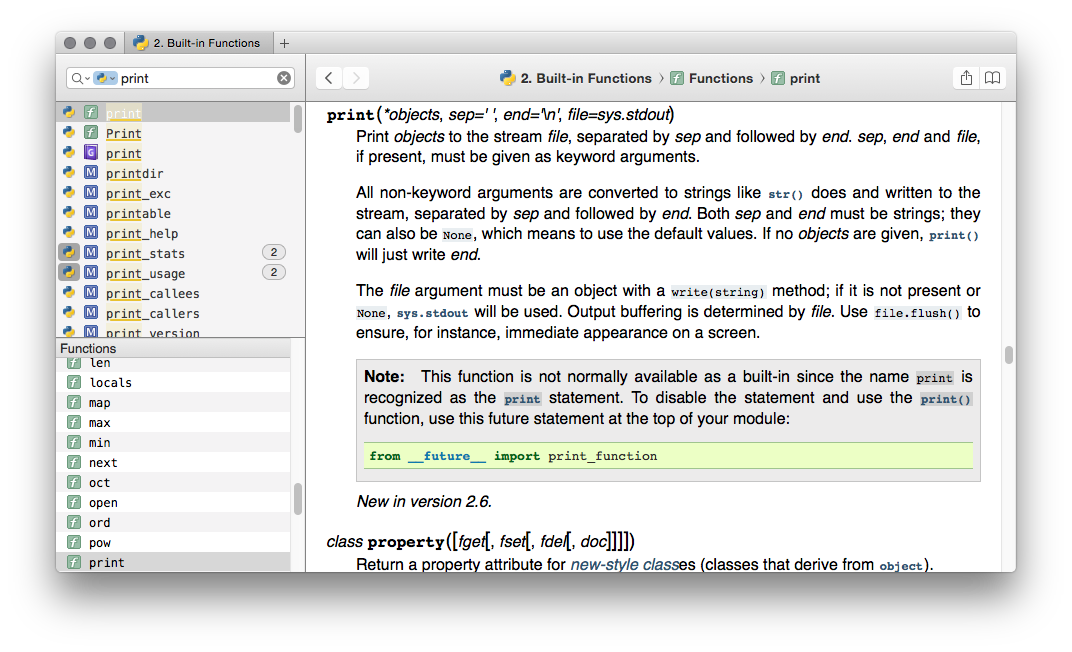 2. Built-in Functions
print
2. Built-in Functions 〉 Functions 〉 print
print
Print
print
printdir
print_exc
printable
print_help
print_stats 2
print_usage 2
print_callees
print_callers
print_version
Functions
len
locals
map
max
min
next
oct
open
ord
pow
print
print(*objects, sep=' ', end='\n', file=sys.stdout)
Print objects to the stream file, separated by sep and followed by end. sep, end and file,
if present, must be given as keyword arguments.
All non-keyword arguments are converted to strings like str() does and written to the
stream, separated by sep and followed by end. Both sep and end must be strings; they
can also be None, which means to use the default values. If no objects are given, print()
will just write end.
The file argument must be an object with a write(string) method; if it is not present or
None, sys.stdout will be used. Output buffering is determined by file. Use file.flush() to
ensure, for instance, immediate appearance on a screen.
Note: This function is not normally available as a built-in since the name print is
recognized as the print statement. To disable the statement and use the print()
function, use this future statement at the top of your module:
from __future__ import print_function
New in version 2.6.
class property([fget[, fset[, fdel[, doc]]]])
Return a property attribute for new-style classes (classes that derive from object).